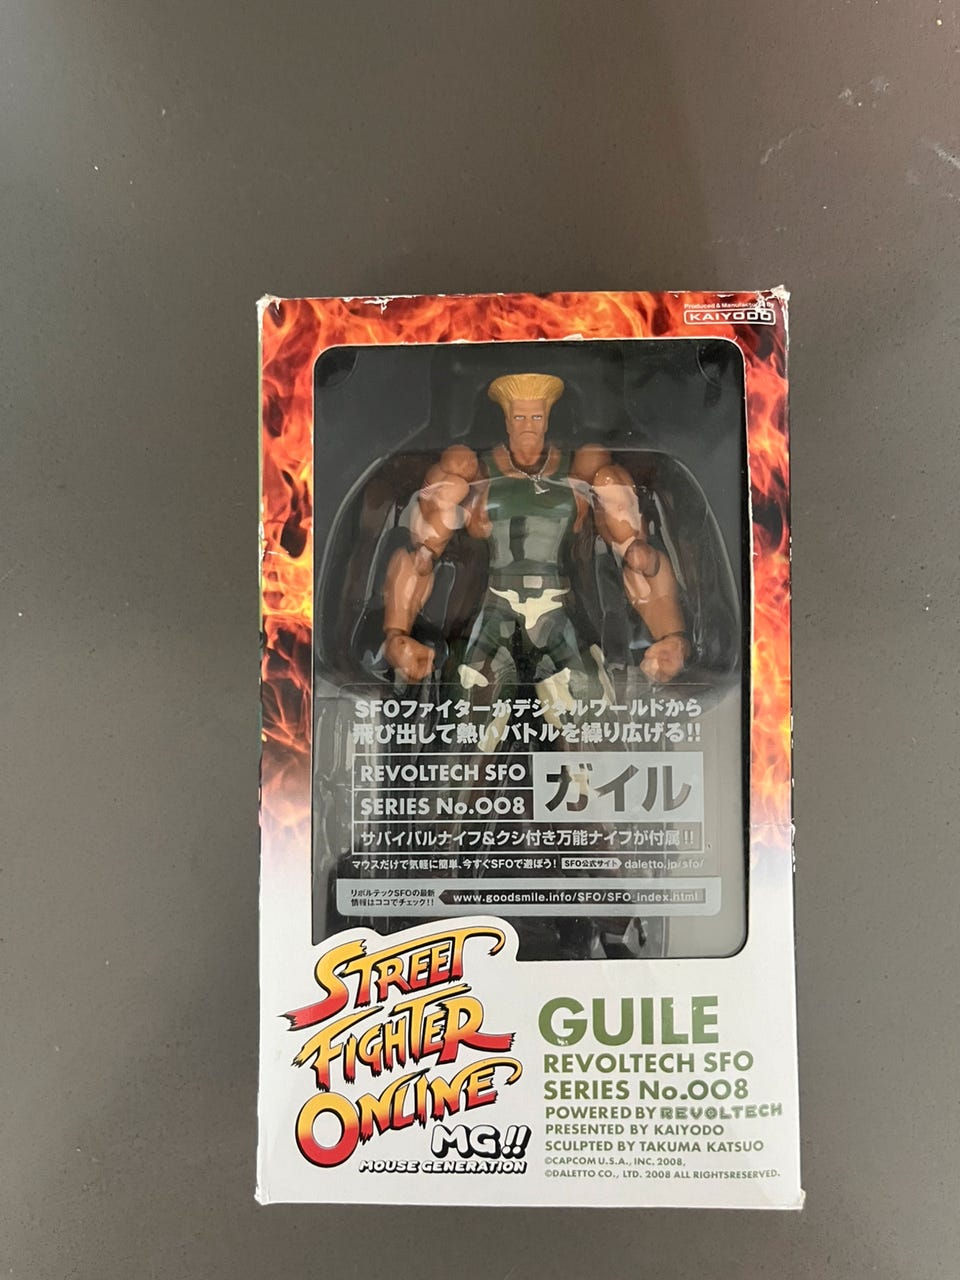 Produced & Manufactured by
KAIYODO
SFOファイターがデジタルワールドから
飛び出して熱いバトルを繰り広げる!!
REVOLTECH SFO
SERIES No.008
ガイル
サバイバルナイフ&クシ付き万能ナイフが付属!!
マウスだけで気軽に簡単、今すぐSFOで遊ぼう! SFO公式サイト daletto.jp/sfo/
リボルテックSFOの最新
情報はココでチェック!!
www.goodsmile.info/SFO/SFO_index.html
STREET
FIGHTER
ONLINE
MG!!
MOUSE GENERATION
GUILE
REVOLTECH SFO
SERIES No.008
POWERED BY REVOLTECH
PRESENTED BY KAIYODO
SCULPTED BY TAKUMA KATSUO
©CAPCOM U.S.A., INC. 2008,
©DALETTO CO., LTD. 2008 ALL RIGHTSRESERVED.